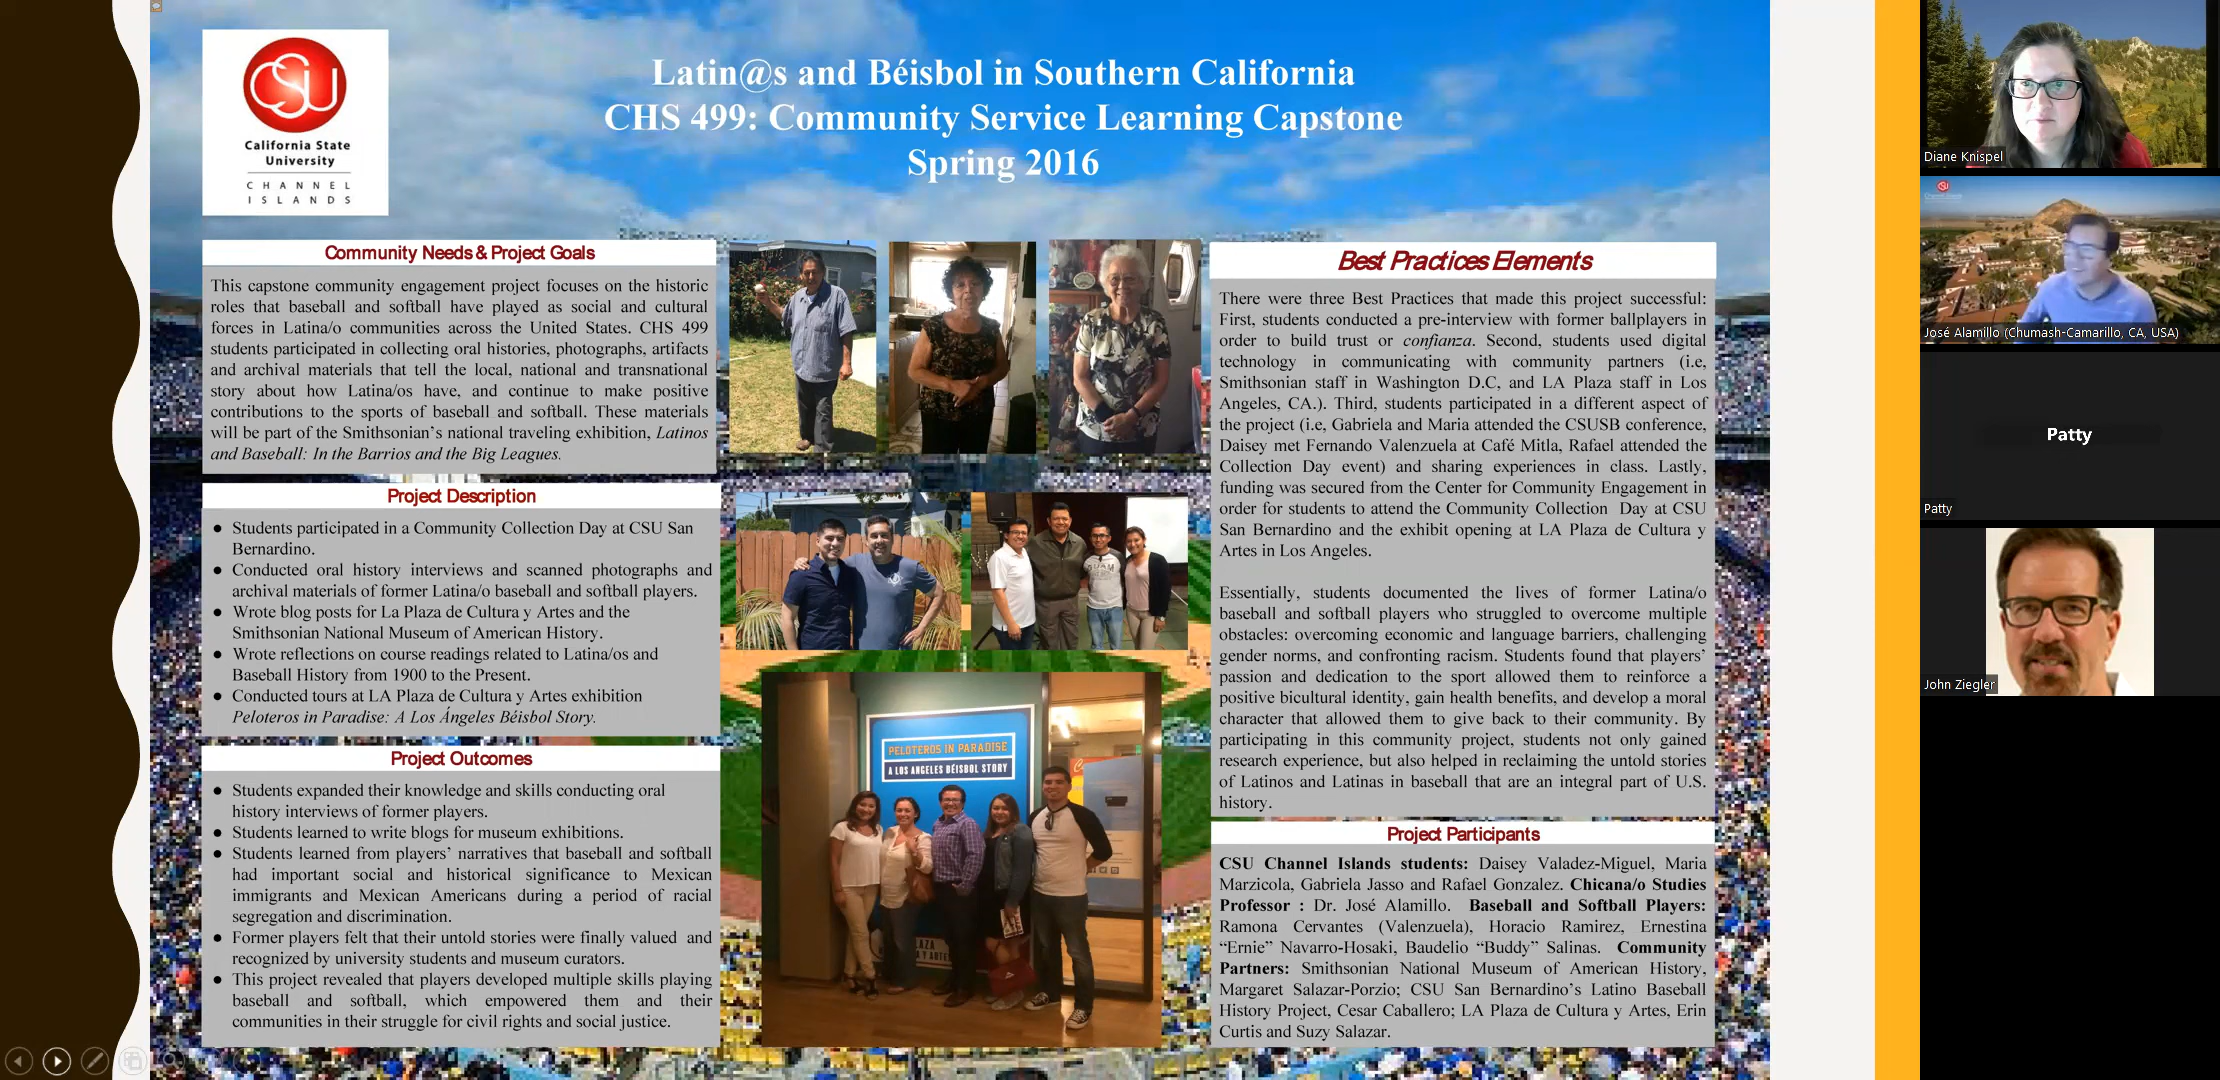 CSU
California State
University
CHANNEL
ISLANDS
Latin@s and Béisbol in Southern California
CHS 499: Community Service Learning Capstone
Spring 2016
Community Needs & Project Goals
This capstone community engagement project focuses on the historic
roles that baseball and softball have played as social and cultural
forces in Latina/o communities across the United States. CHS 499
students participated in collecting oral histories, photographs, artifacts
and archival materials that tell the local, national and transnational
story about how Latina/os have, and continue to make positive
contributions to the sports of baseball and softball. These materials
will be part of the Smithsonian’s national traveling exhibition, Latinos
and Baseball: In the Barrios and the Big Leagues.
Project Description
● Students participated in a Community Collection Day at CSU San
Bernardino.
● Conducted oral history interviews and scanned photographs and
archival materials of former Latina/o baseball and softball players.
● Wrote blog posts for La Plaza de Cultura y Artes and the
Smithsonian National Museum of American History.
● Wrote reflections on course readings related to Latina/os and
Baseball History from 1900 to the Present.
● Conducted tours at LA Plaza de Cultura y Artes exhibition
Peloteros in Paradise: A Los Ángeles Béisbol Story.
Project Outcomes
● Students expanded their knowledge and skills conducting oral
history interviews of former players.
● Students learned to write blogs for museum exhibitions.
● Students learned from players’ narratives that baseball and softball
had important social and historical significance to Mexican
immigrants and Mexican Americans during a period of racial
segregation and discrimination.
● Former players felt that their untold stories were finally valued and
recognized by university students and museum curators.
● This project revealed that players developed multiple skills playing
baseball and softball, which empowered them and their
communities in their struggle for civil rights and social justice.
PELOTEROS IN PARADISE
A LOS ANGELES BÉISBOL STORY
Best Practices Elements
There were three Best Practices that made this project successful:
First, students conducted a pre-interview with former ballplayers in
order to build trust or confianza. Second, students used digital
technology in communicating with community partners (i.e,
Smithsonian staff in Washington D.C, and LA Plaza staff in Los
Angeles, CA.). Third, students participated in a different aspect of
the project (i.e, Gabriela and Maria attended the CSUSB conference,
Daisey met Fernando Valenzuela at Café Mitla, Rafael attended the
Collection Day event) and sharing experiences in class. Lastly,
funding was secured from the Center for Community Engagement in
order for students to attend the Community Collection Day at CSU
San Bernardino and the exhibit opening at LA Plaza de Cultura y
Artes in Los Angeles.
Essentially, students documented the lives of former Latina/o
baseball and softball players who struggled to overcome multiple
obstacles: overcoming economic and language barriers, challenging
gender norms, and confronting racism. Students found that players’
passion and dedication to the sport allowed them to reinforce a
positive bicultural identity, gain health benefits, and develop a moral
character that allowed them to give back to their community. By
participating in this community project, students not only gained
research experience, but also helped in reclaiming the untold stories
of Latinos and Latinas in baseball that are an integral part of U.S.
history.
Project Participants
CSU Channel Islands students: Daisey Valadez-Miguel, Maria
Marzicola, Gabriela Jasso and Rafael Gonzalez. Chicana/o Studies
Professor : Dr. José Alamillo. Baseball and Softball Players:
Ramona Cervantes (Valenzuela), Horacio Ramirez, Ernestina
“Ernie” Navarro-Hosaki, Baudelio “Buddy” Salinas. Community
Partners: Smithsonian National Museum of American History,
Margaret Salazar-Porzio; CSU San Bernardino’s Latino Baseball
History Project, Cesar Caballero; LA Plaza de Cultura y Artes, Erin
Curtis and Suzy Salazar.
Diane Knispel
José Alamillo (Chumash-Camarillo, CA, USA)
Patty
Patty
John Ziegler